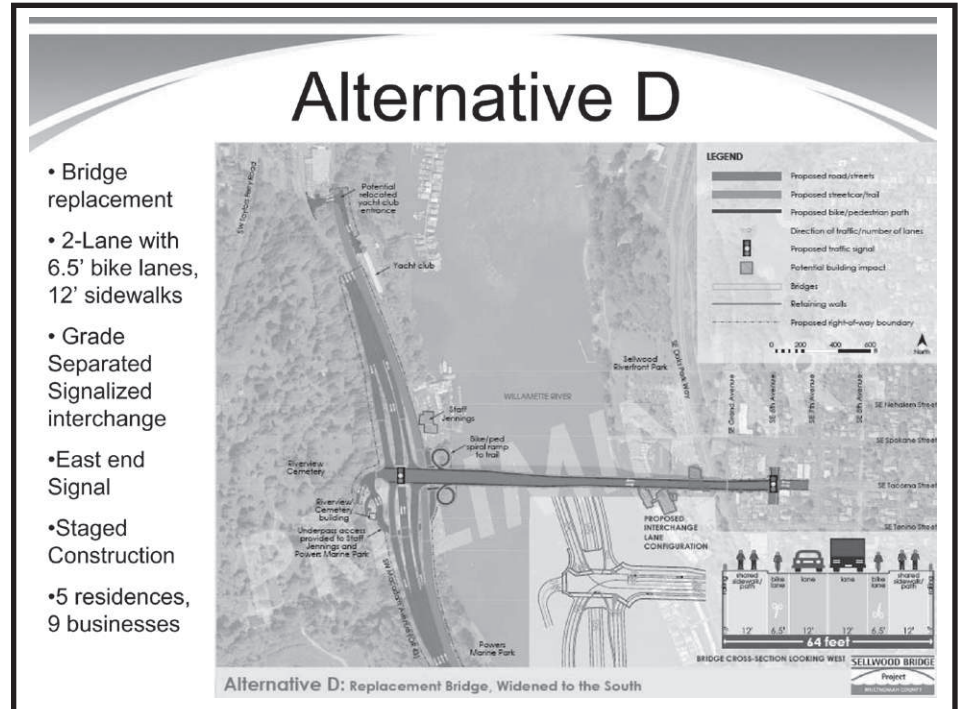 Alternative D
• Bridge
replacement
• 2-Lane with
6.5' bike lanes,
12' sidewalks
• Grade
Separated
Signalized
interchange
•East end
Signal
•Staged
Construction
•5 residences,
9 businesses
Potential
relocated
yacht club
entrance
Yacht club
LEGEND
Proposed road/streets
Proposed streetcar/trail
Proposed bike/pedestrian path
Direction of traffic/number of lanes
Proposed traffic signal
Potential building impact
Bridges
Retaining walls
Proposed right-of-way boundary
0 200 400 600
North
Sellwood
Riverfront Park
SE Oaks Park Way
WILLAMETTE RIVER
Staff
Jennings
Bike/ped
spiral ramp
to trail
Riverview
Cemetery
Riverview
Cemetery
building
Underpass access
provided to Staff
Jennings and
Powers Marine Park
Powers
Marine Park
SE Grand Avenue
SE 6th Avenue
SE 7th Avenue
SE 8th Avenue
SE Nehalem Street
SE Spokane Street
SE Tacoma Street
SE Tenino Street
PROPOSED
INTERCHANGE
LANE
CONFIGURATION
railing
shared
sidewalk/
path
bike
lane
lane
lane
bike
lane
shared
sidewalk/
path
railing
12' 6.5' 12' 12' 6.5' 12'
64 feet
BRIDGE CROSS-SECTION LOOKING WEST
SELLWOOD BRIDGE
Project
MULTNOMAH COUNTY
Alternative D: Replacement Bridge, Widened to the South